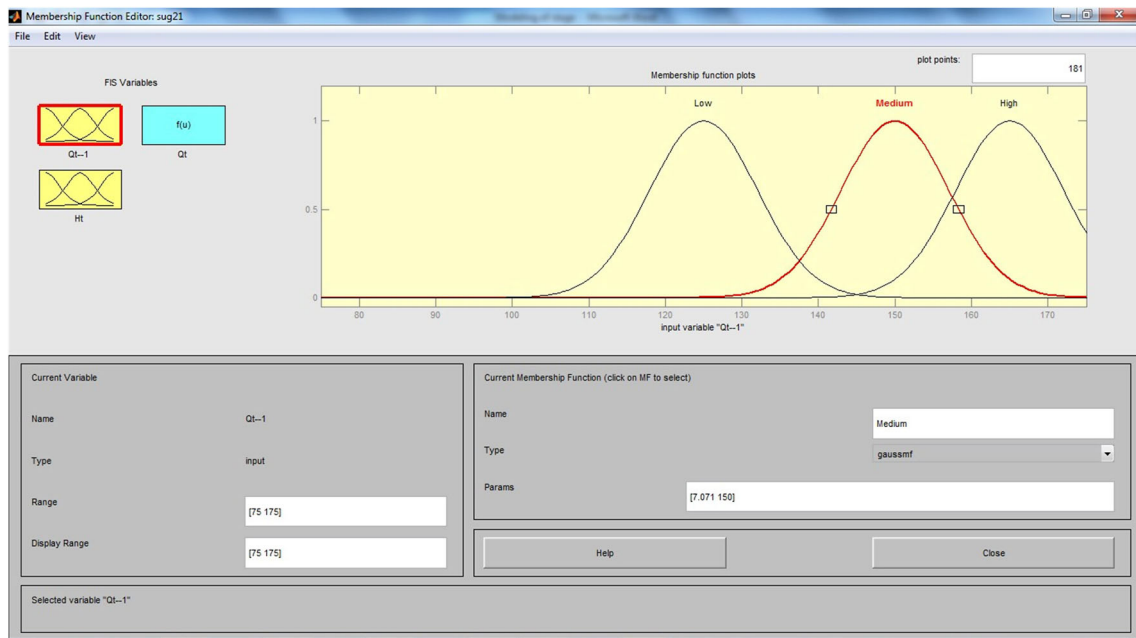 Membership Function Editor: sug21
File Edit View
FIS Variables
f(u)
Qt--1
Qt
Ht
plot points:
181
Membership function plots
Low
Medium
High
1
0.5
0
80 90 100 110 120 130 140 150 160 170
input variable "Qt--1"
Current Variable
Name Qt--1
Type input
Range [75 175]
Display Range [75 175]
Current Membership Function (click on MF to select)
Name Medium
Type gaussmf
Params [7.071 150]
Help
Close
Selected variable "Qt--1"